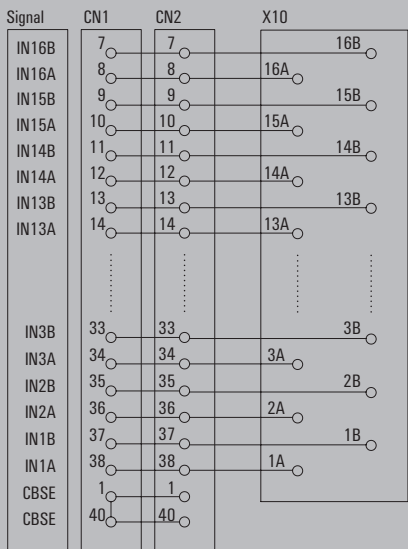 Signal CN1 CN2 X10
IN16B 7 7 16B
IN16A 8 8 16A
IN15B 9 9 15B
IN15A 10 10 15A
IN14B 11 11 14B
IN14A 12 12 14A
IN13B 13 13 13B
IN13A 14 14 13A
IN3B 33 33 3B
IN3A 34 34 3A
IN2B 35 35 2B
IN2A 36 36 2A
IN1B 37 37 1B
IN1A 38 38 1A
CBSE 1 1
CBSE 40 40